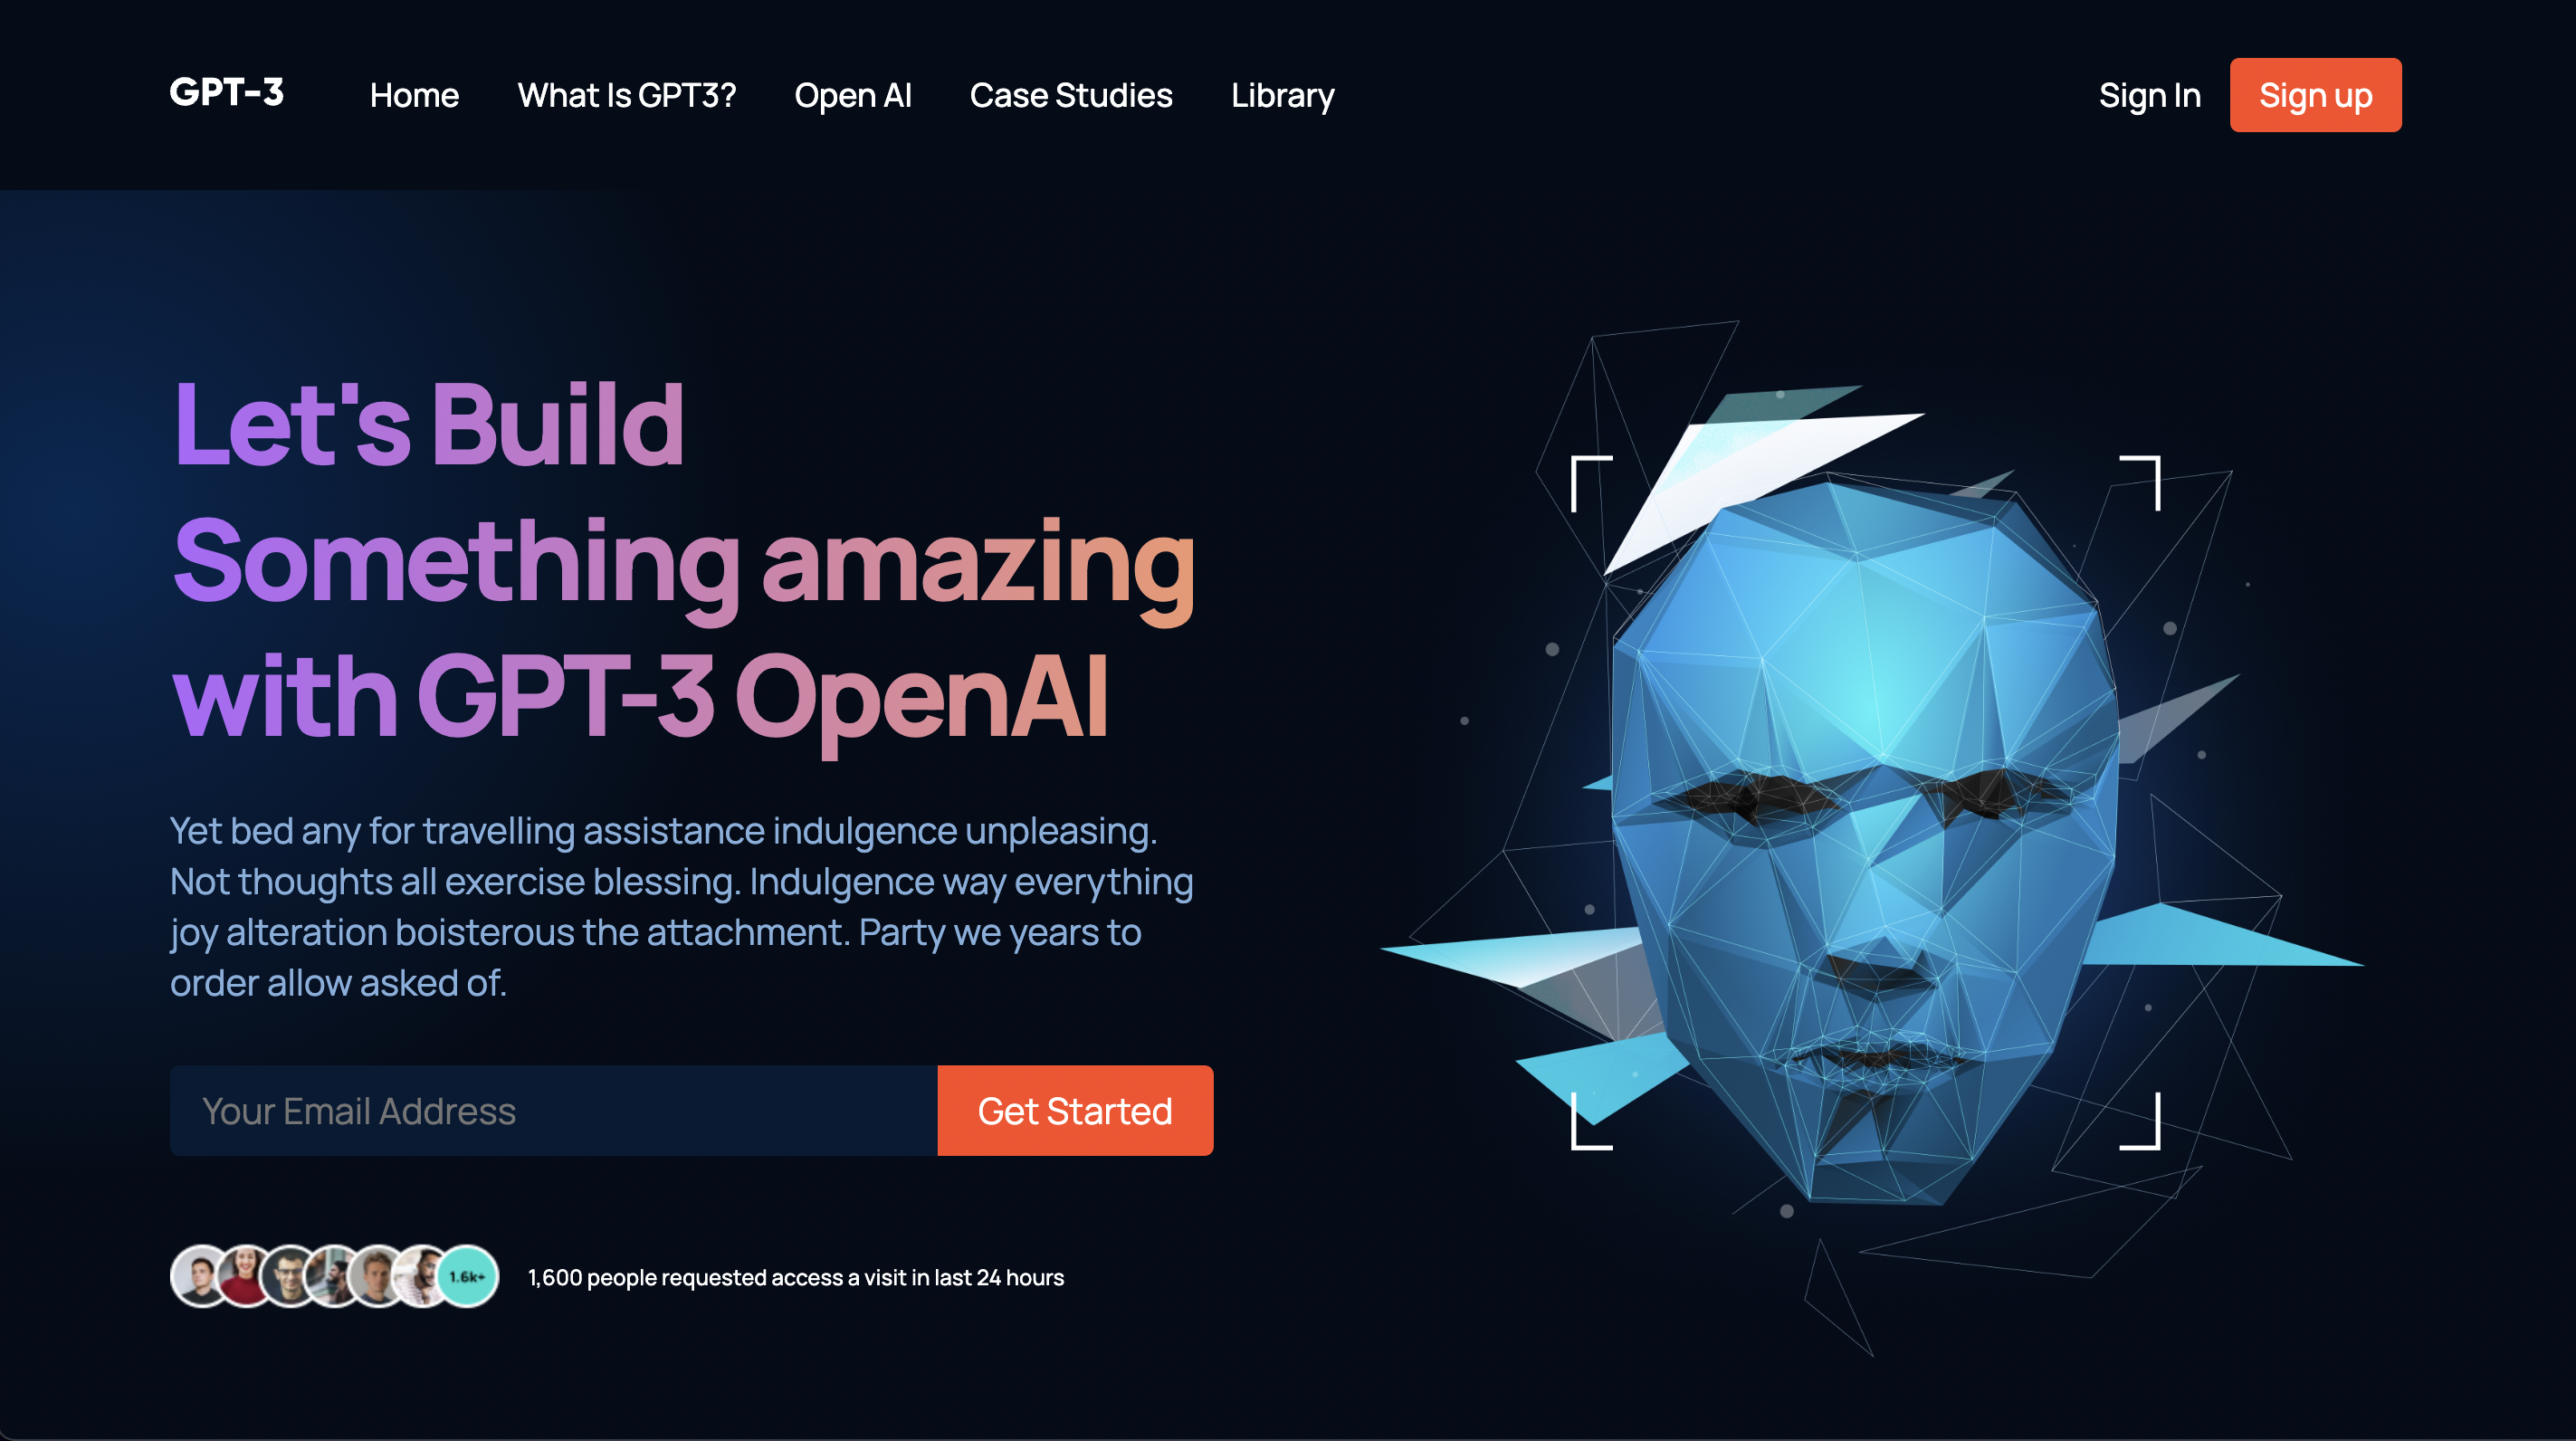 GPT-3 Home What Is GPT3? Open AI Case Studies Library Sign In Sign up
Let's Build
Something amazing
with GPT-3 OpenAI
Yet bed any for travelling assistance indulgence unpleasing.
Not thoughts all exercise blessing. Indulgence way everything
joy alteration boisterous the attachment. Party we years to
order allow asked of.
Your Email Address Get Started
1.6k+ 1,600 people requested access a visit in last 24 hours